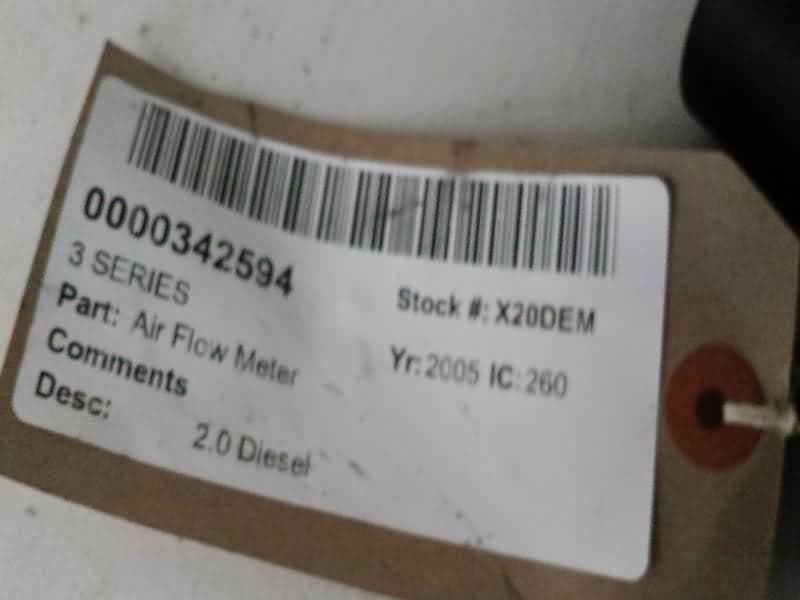 0000342594
3 SERIES
Stock #: X20DEM
Part: Air Flow Meter
Yr: 2005 IC: 260
Comments
Desc:
2.0 Diesel